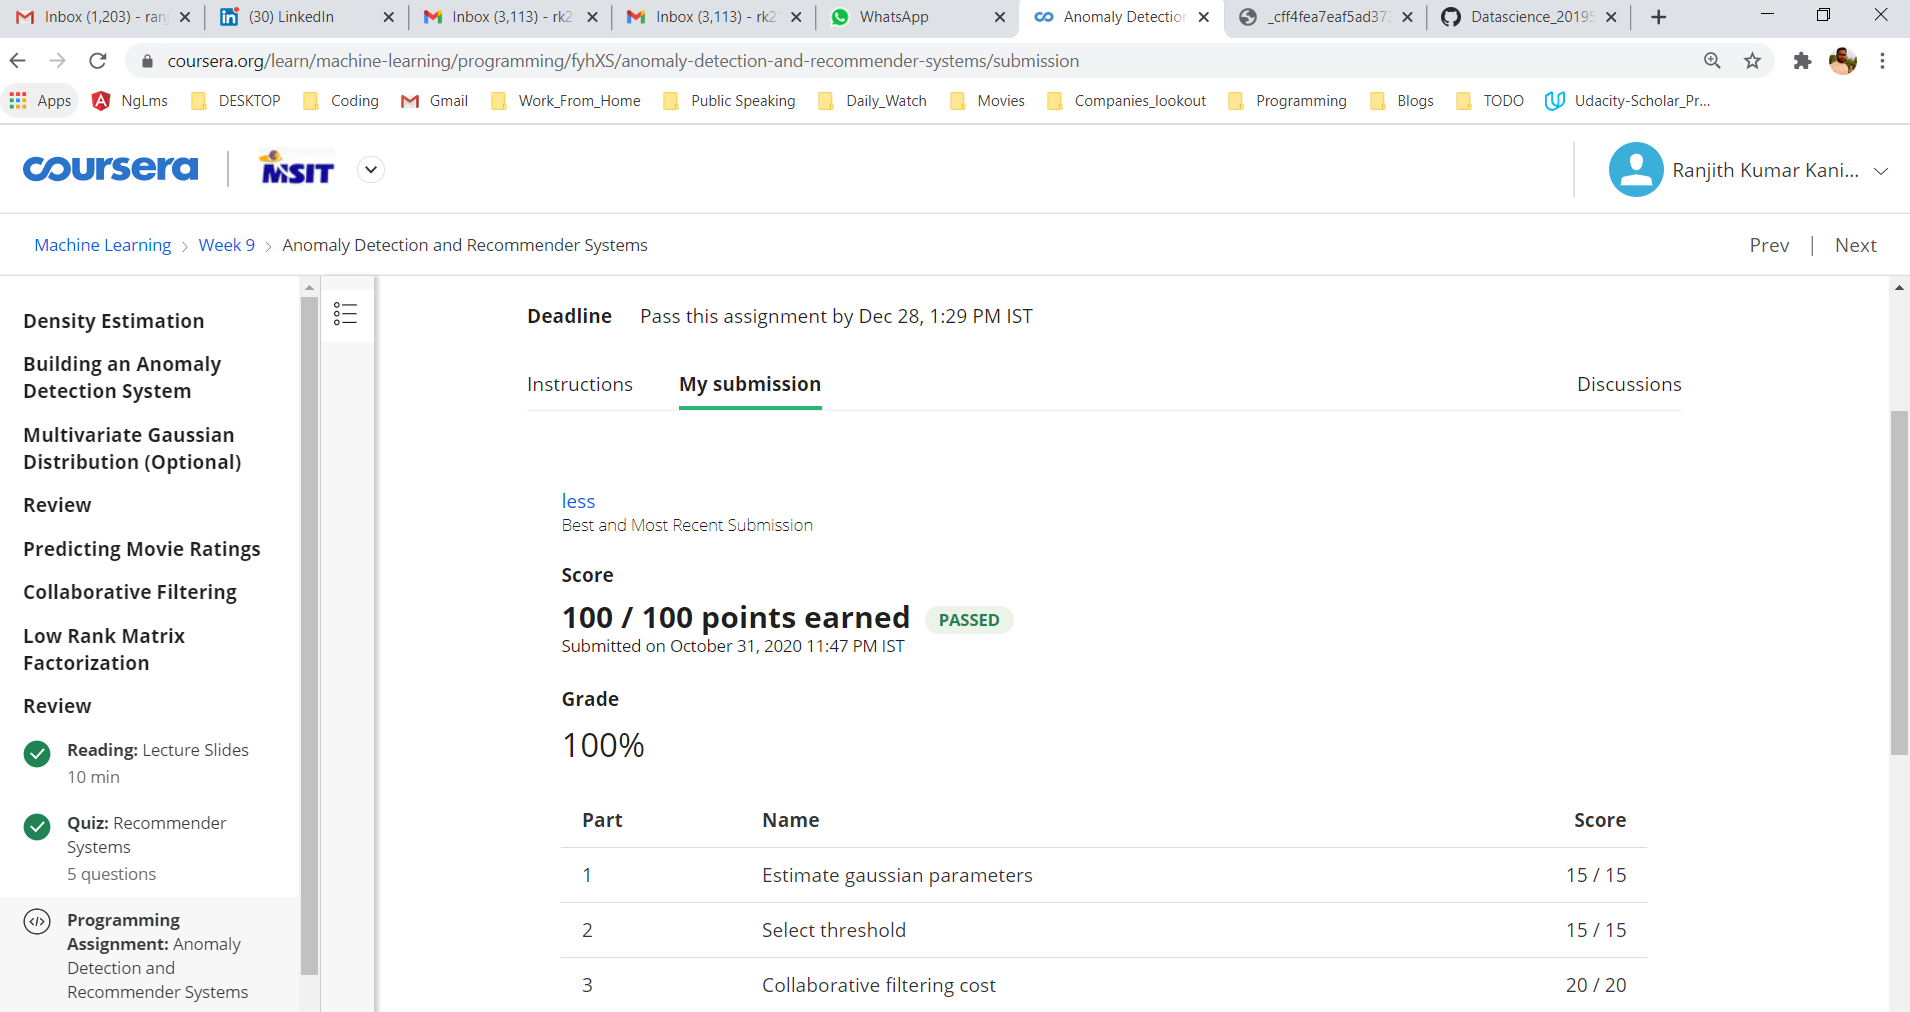 Inbox (1,203) - ran
(30) LinkedIn
Inbox (3,113) - rk2
Inbox (3,113) - rk2
WhatsApp
Anomaly Detection
_cff4fea7eaf5ad373
Datascience_20195
coursera.org/learn/machine-learning/programming/fyhXS/anomaly-detection-and-recommender-systems/submission
Apps
NgLms
DESKTOP
Coding
Gmail
Work_From_Home
Public Speaking
Daily_Watch
Movies
Companies_lookout
Programming
Blogs
TODO
Udacity-Scholar_Pr...
coursera
MSIT
Ranjith Kumar Kani...
Machine Learning > Week 9 > Anomaly Detection and Recommender Systems
Prev | Next
Density Estimation
Building an Anomaly
Detection System
Multivariate Gaussian
Distribution (Optional)
Review
Predicting Movie Ratings
Collaborative Filtering
Low Rank Matrix
Factorization
Review
Reading: Lecture Slides
10 min
Quiz: Recommender
Systems
5 questions
Programming
Assignment: Anomaly
Detection and
Recommender Systems
Deadline Pass this assignment by Dec 28, 1:29 PM IST
Instructions
My submission
Discussions
less
Best and Most Recent Submission
Score
100 / 100 points earned PASSED
Submitted on October 31, 2020 11:47 PM IST
Grade
100%
Part Name Score
1 Estimate gaussian parameters 15 / 15
2 Select threshold 15 / 15
3 Collaborative filtering cost 20 / 20